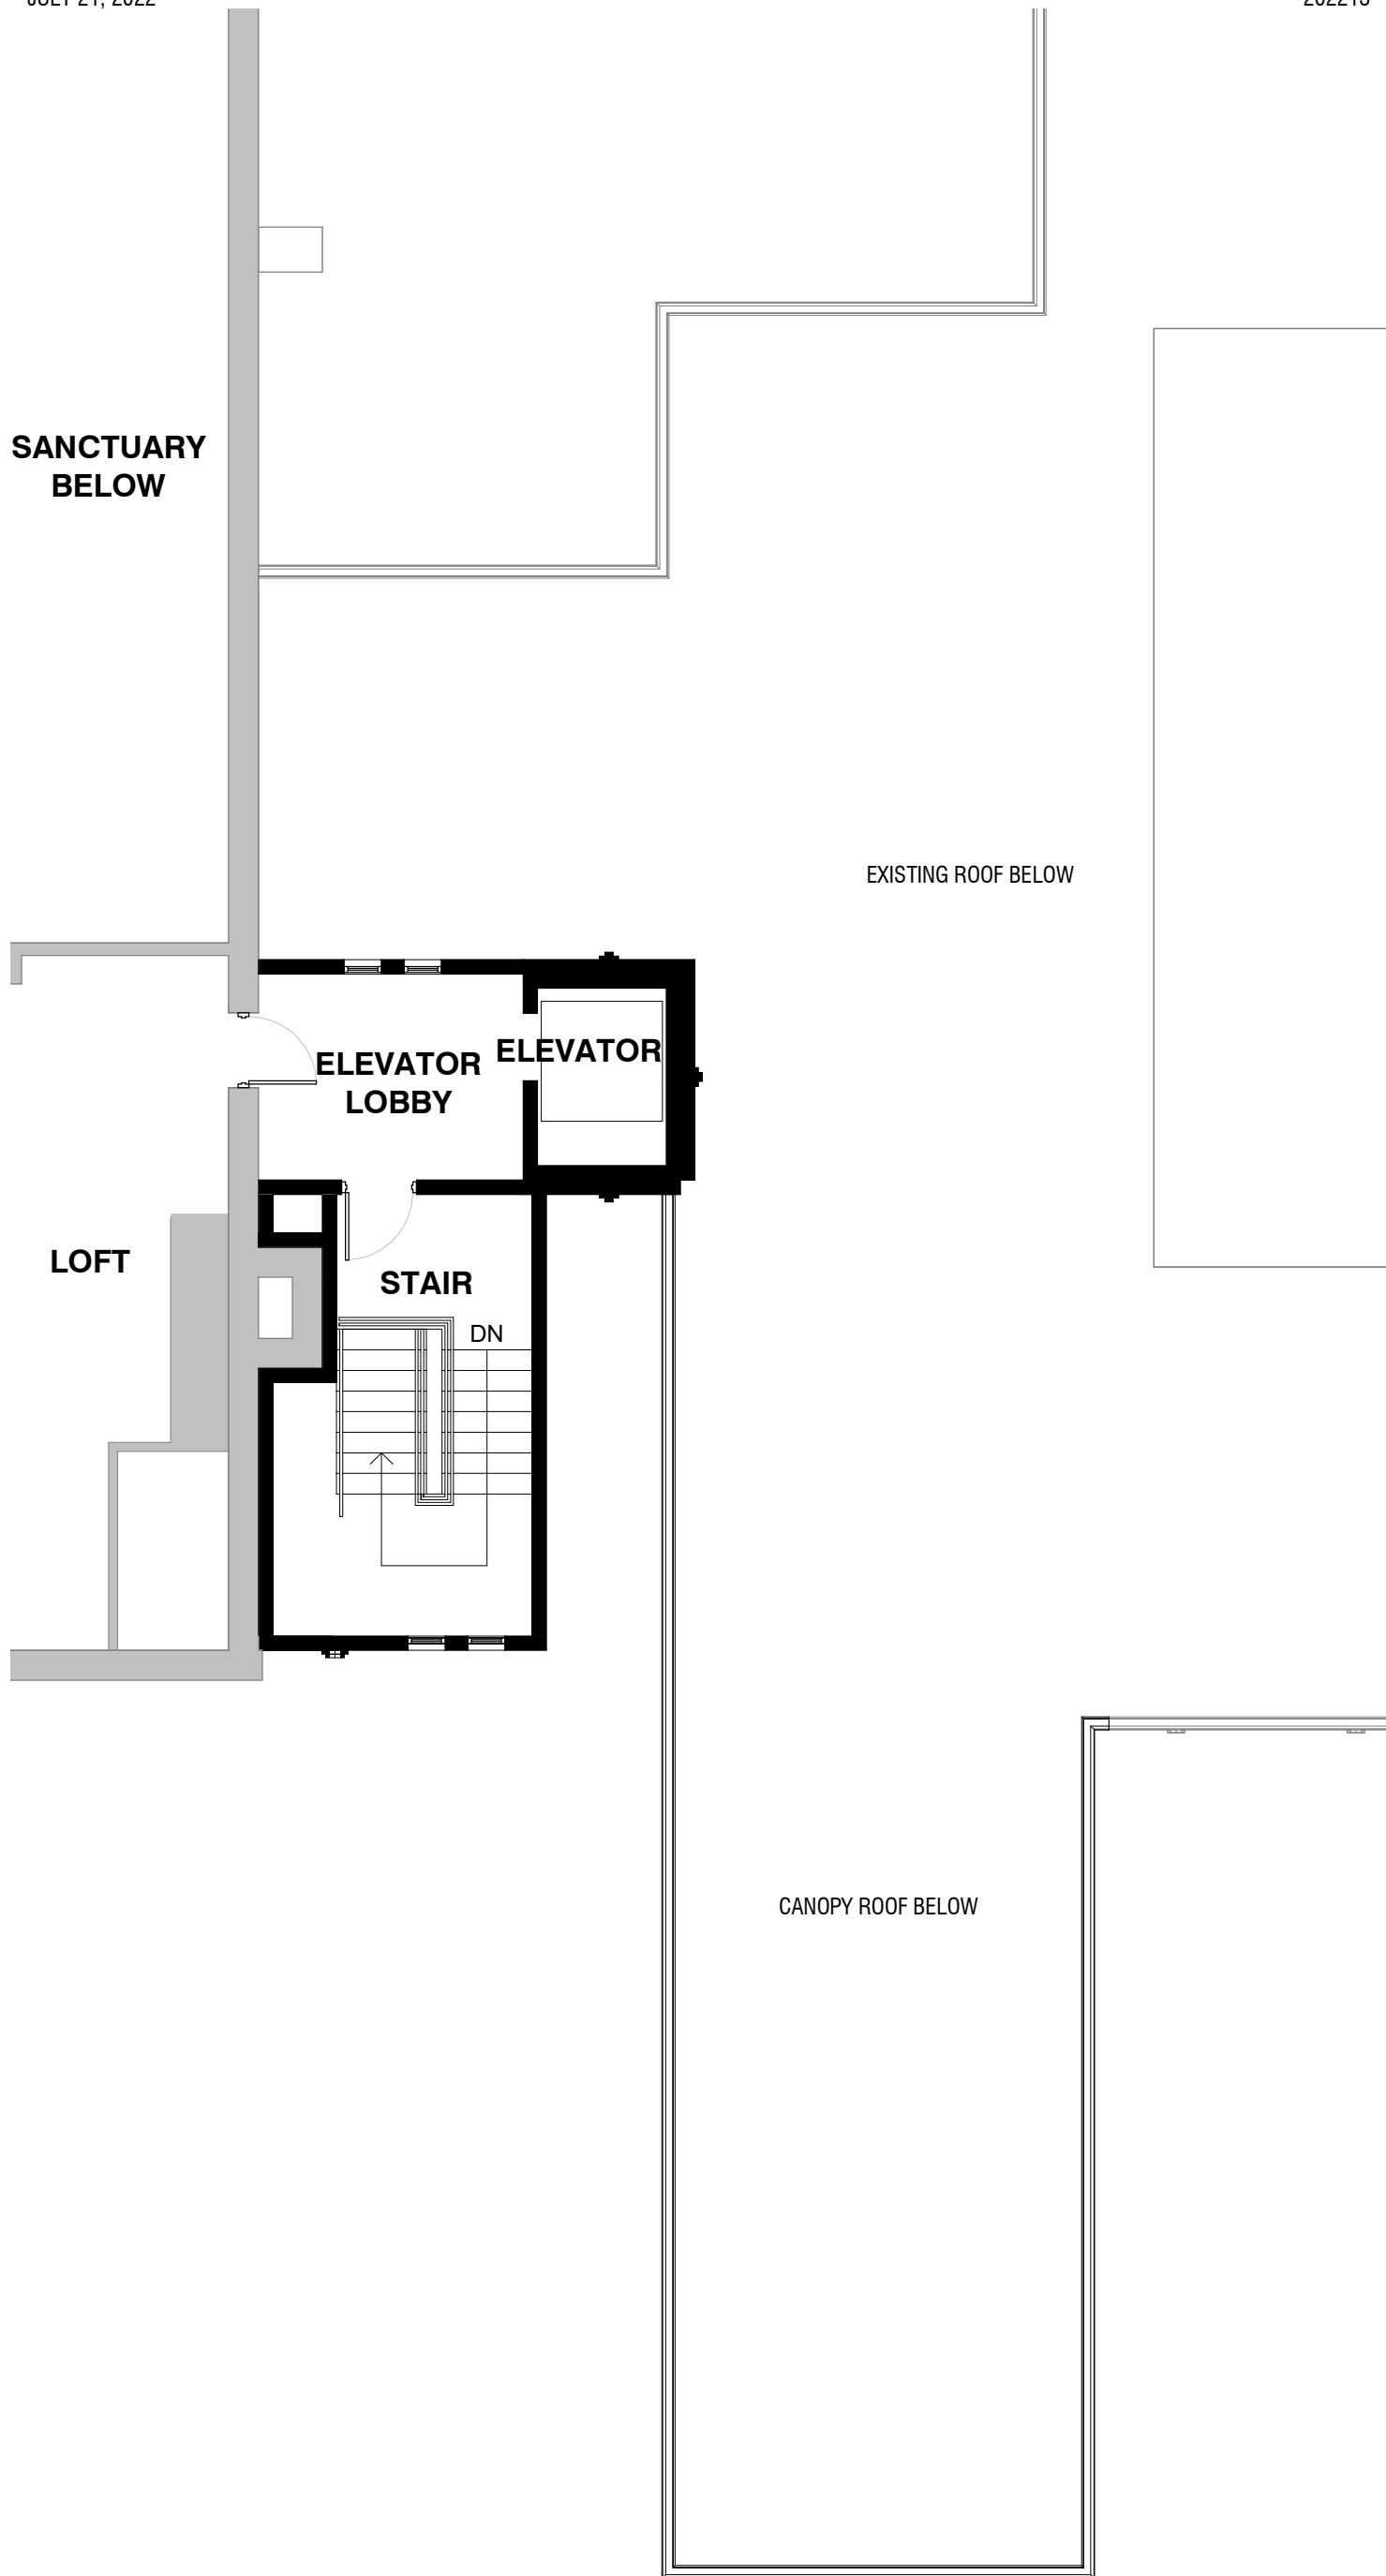 SANCTUARY
BELOW
EXISTING ROOF BELOW
ELEVATOR
ELEVATOR
LOBBY
LOFT
STAIR
DN
CANOPY ROOF BELOW